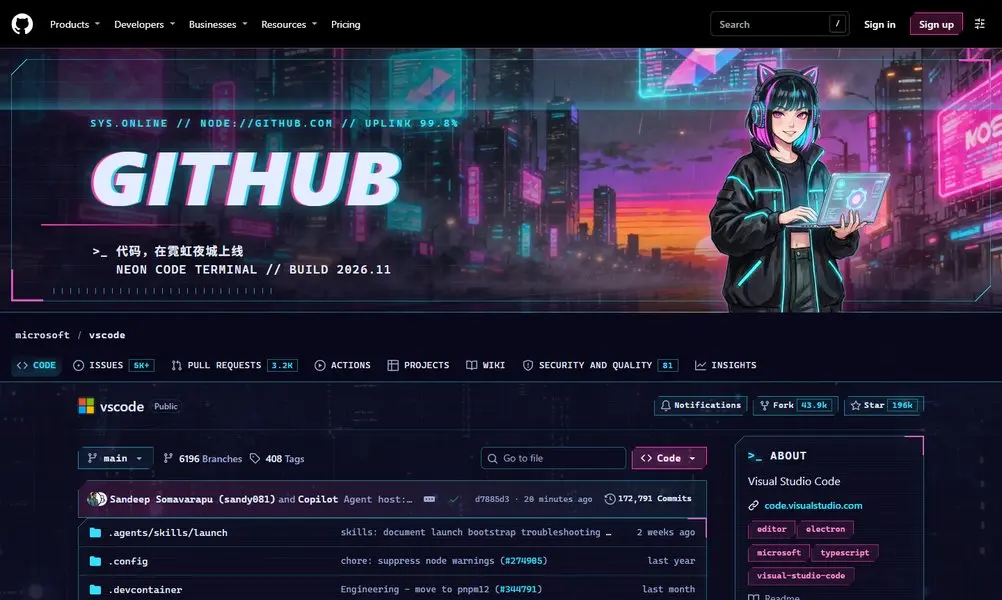 Products Developers Businesses Resources Pricing Search / Sign in Sign up
SYS.ONLINE // NODE://GITHUB.COM // UPLINK 99.8%
GITHUB
>_ 代码，在霓虹夜城上线
NEON CODE TERMINAL // BUILD 2026.11
microsoft / vscode
CODE ISSUES 5K+ PULL REQUESTS 3.2K ACTIONS PROJECTS WIKI SECURITY AND QUALITY 81 INSIGHTS
vscode Public Notifications Fork 43.9k Star 196k
main 6196 Branches 408 Tags Go to file Code
>_ ABOUT
Visual Studio Code
code.visualstudio.com
editor electron
microsoft typescript
visual-studio-code
Readme
Sandeep Somavarapu (sandy081) and Copilot Agent host:… d7885d3 · 20 minutes ago 172,791 Commits
.agents/skills/launch skills: document launch bootstrap troubleshooting … 2 weeks ago
.config chore: suppress node warnings (#274985) last year
.devcontainer Engineering - move to pnpm12 (#344791) last month